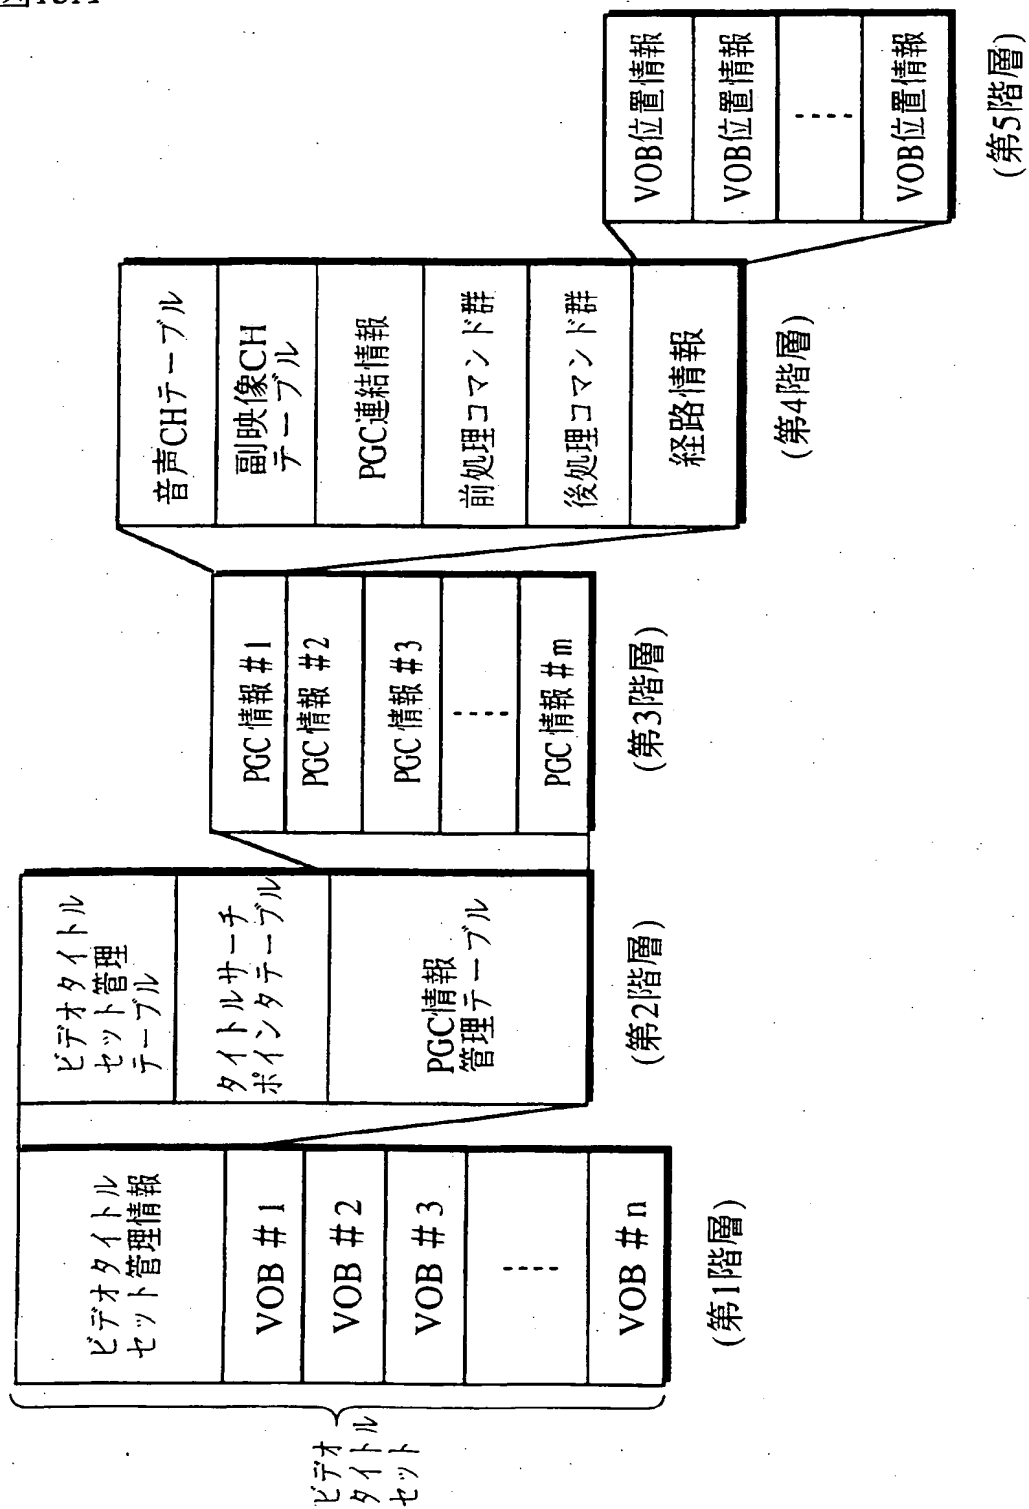 ビデオ
タイトル
セット
ビデオタイトル
セット管理情報
VOB #1
VOB #2
VOB #3
VOB #n
(第1階層)
ビデオタイトル
セット管理
テーブル
タイトルサーチ
ポインタテーブル
PGC情報
管理テーブル
(第2階層)
PGC情報 #1
PGC情報 #2
PGC情報 #3
PGC情報 #m
(第3階層)
音声CHテーブル
副映像CH
テーブル
PGC連結情報
前処理コマンド群
後処理コマンド群
経路情報
(第4階層)
VOB位置情報
VOB位置情報
VOB位置情報
(第5階層)